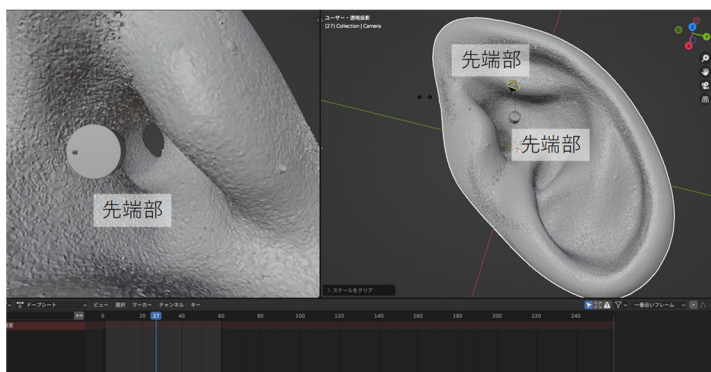 ユーザー・透視投影
(27) Collection | Camera
先端部
先端部
先端部
スケールをクリア
ドープシート
ビュー 選択 マーカー チャンネル キー
一番近いフレーム
0 20 27 40 60 80 100 120 140 160 180 200 220 240